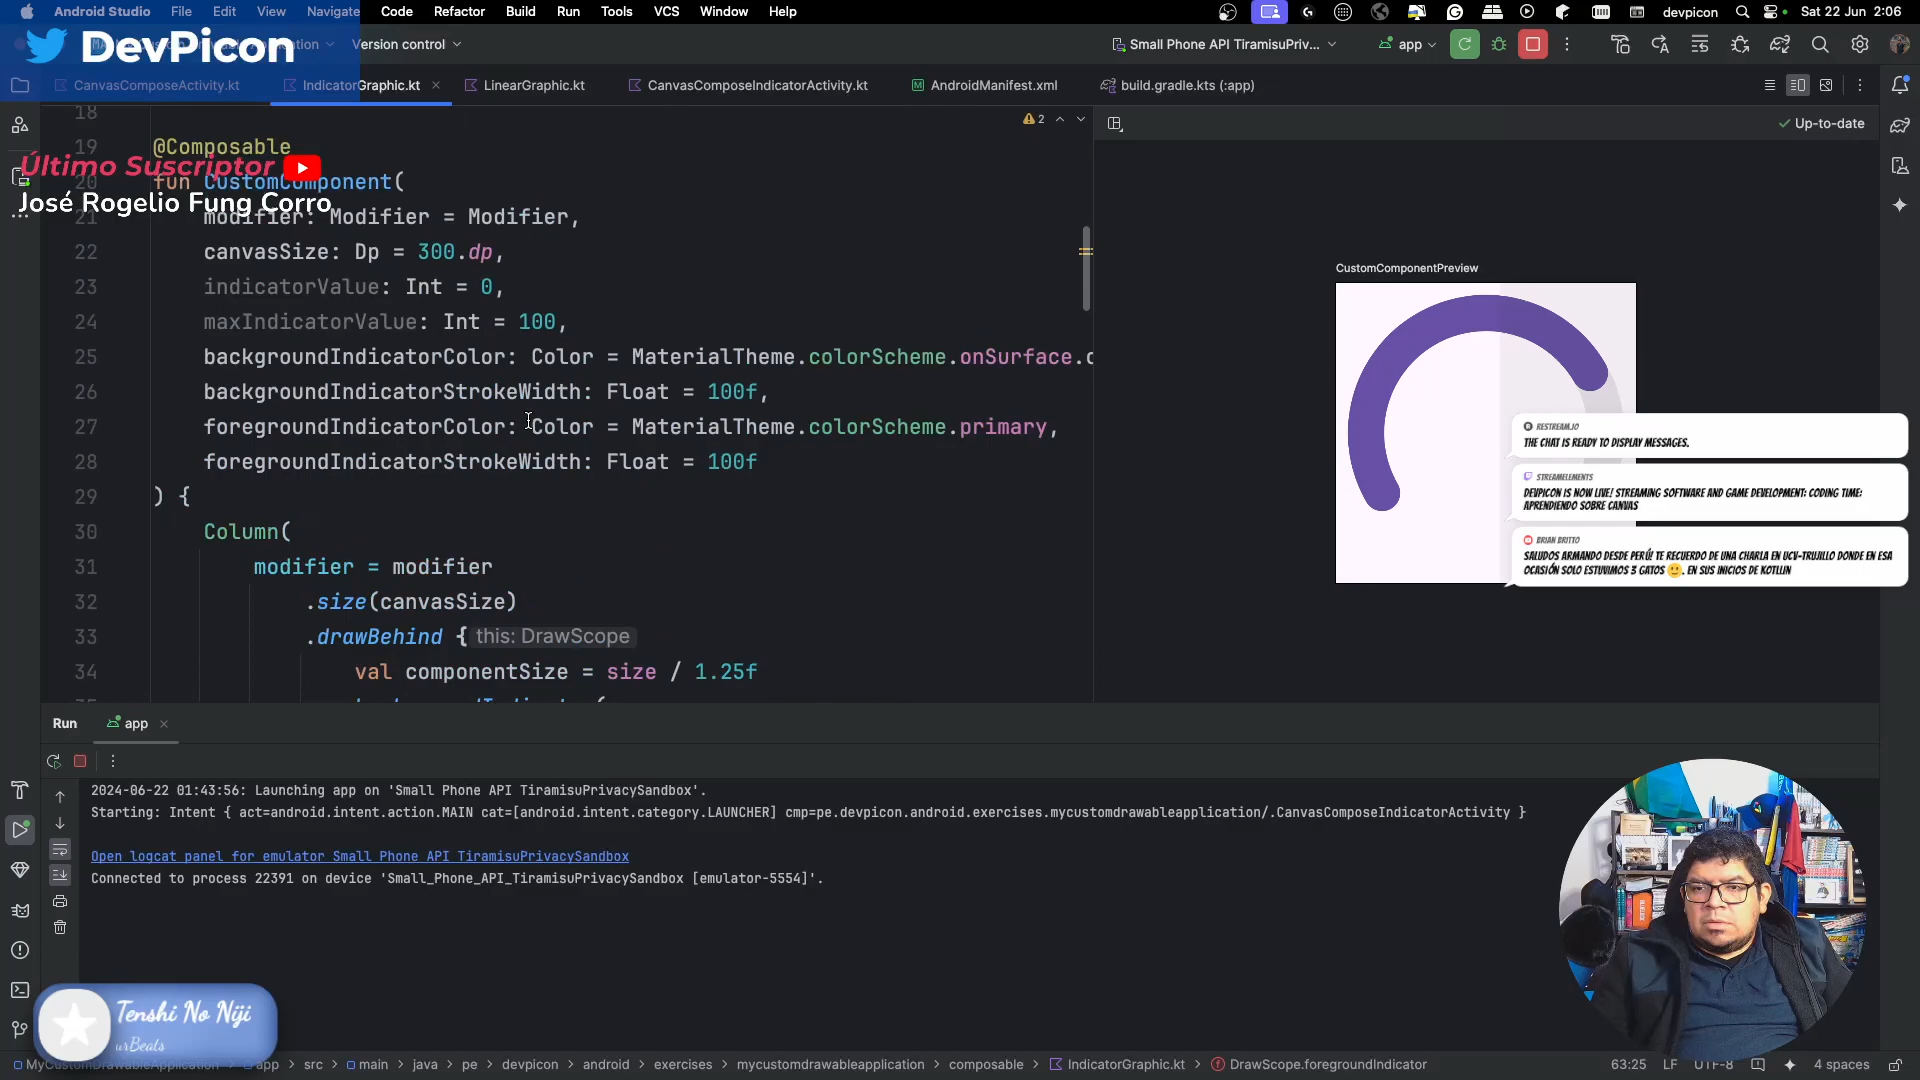 Android Studio File Edit View Navigate Code Refactor Build Run Tools VCS Window Help
devpicon Sat 22 Jun 2:06
DevPicon
Version control
Small Phone API TiramisuPriv...
app
CanvasComposeActivity.kt
IndicatorGraphic.kt
LinearGraphic.kt
CanvasComposeIndicatorActivity.kt
AndroidManifest.xml
build.gradle.kts (:app)
2
Up-to-date
18
19 @Composable
Último Suscriptor
20 fun CustomComponent(
José Rogelio Fung Corro
21 modifier: Modifier = Modifier,
22 canvasSize: Dp = 300.dp,
23 indicatorValue: Int = 0,
24 maxIndicatorValue: Int = 100,
25 backgroundIndicatorColor: Color = MaterialTheme.colorScheme.onSurface.c
26 backgroundIndicatorStrokeWidth: Float = 100f,
27 foregroundIndicatorColor: Color = MaterialTheme.colorScheme.primary,
28 foregroundIndicatorStrokeWidth: Float = 100f
29 ) {
30 Column(
31 modifier = modifier
32 .size(canvasSize)
33 .drawBehind { this: DrawScope
34 val componentSize = size / 1.25f
CustomComponentPreview
RESTREAM.IO
THE CHAT IS READY TO DISPLAY MESSAGES.
STREAMELEMENTS
DEVPICON IS NOW LIVE! STREAMING SOFTWARE AND GAME DEVELOPMENT: CODING TIME:
APRENDIENDO SOBRE CANVAS
BRIAN BRITTO
SALUDOS ARMANDO DESDE PERÚ! TE RECUERDO DE UNA CHARLA EN UCV-TRUJILLO DONDE EN ESA
OCASIÓN SOLO ESTUVIMOS 3 GATOS 🙂. EN SUS INICIOS DE KOTLLIN
Run app
2024-06-22 01:43:56: Launching app on 'Small Phone API TiramisuPrivacySandbox'.
Starting: Intent { act=android.intent.action.MAIN cat=[android.intent.category.LAUNCHER] cmp=pe.devpicon.android.exercises.mycustomdrawableapplication/.CanvasComposeIndicatorActivity }
Open logcat panel for emulator Small Phone API TiramisuPrivacySandbox
Connected to process 22391 on device 'Small_Phone_API_TiramisuPrivacySandbox [emulator-5554]'.
Tenshi No Niji
urBeats
MyCustomDrawableApplication > app > src > main > java > pe > devpicon > android > exercises > mycustomdrawableapplication > composable > IndicatorGraphic.kt > DrawScope.foregroundIndicator
63:25 LF UTF-8 4 spaces